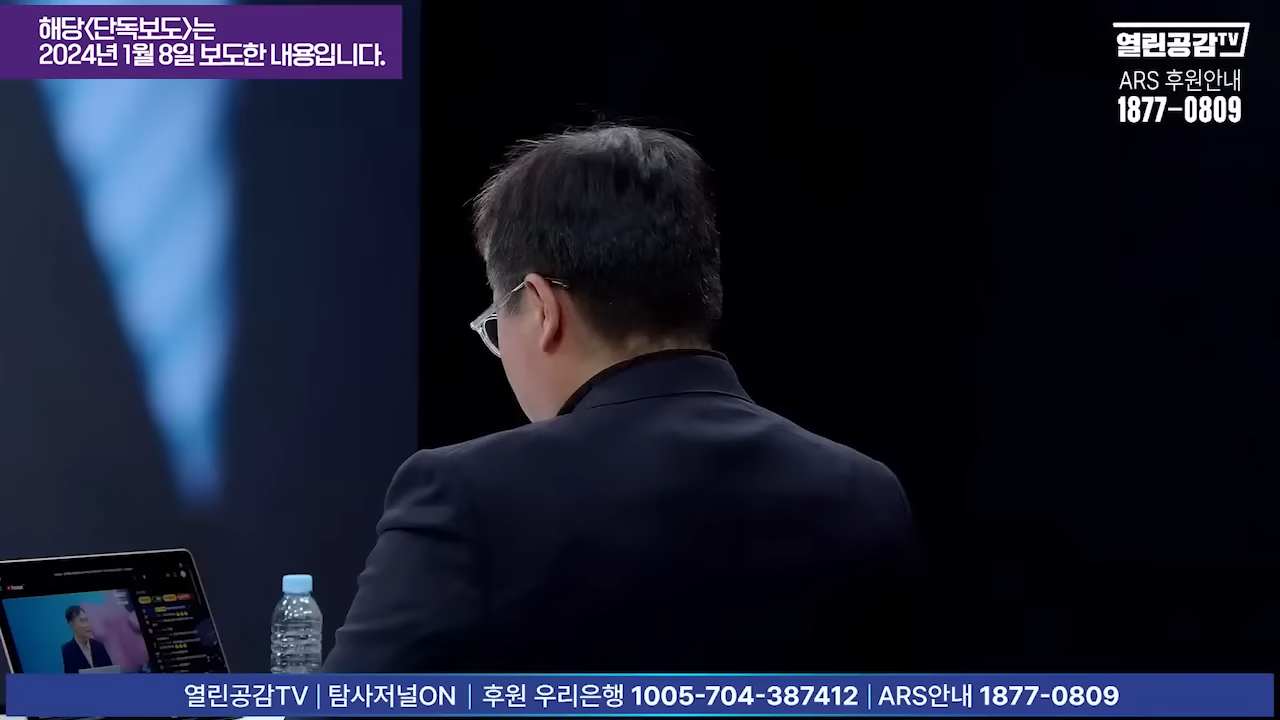 해당<단독보도>는
2024년 1월 8일 보도한 내용입니다.
열린공감TV
ARS 후원안내
1877-0809
열린공감TV | 탐사저널ON | 후원 우리은행 1005-704-387412 | ARS안내 1877-0809